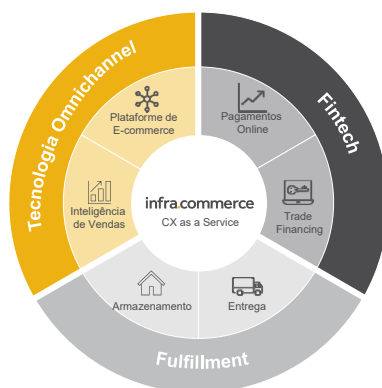 Tecnologia Omnichannel
Fintech
Plataforma de
E-commerce
Pagamentos
Online
Inteligência
de Vendas
infra.commerce
CX as a Service
Trade
Financing
Armazenamento
Entrega
Fulfillment